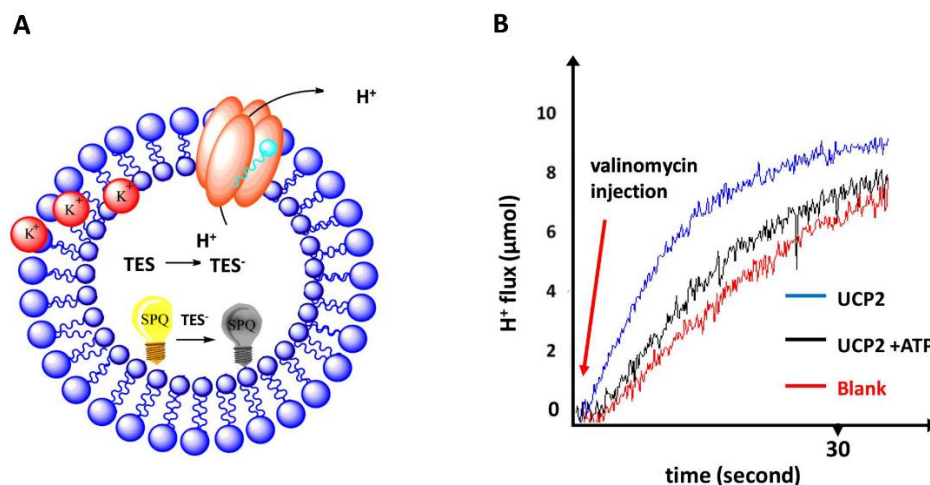 A
H⁺
K⁺
K⁺
K⁺
H⁺
TES → TES⁻
SPQ
TES⁻
SPQ
B
H⁺ flux (μmol)
10
8
6
4
2
0
valinomycin
injection
UCP2
UCP2 +ATP
Blank
30
time (second)